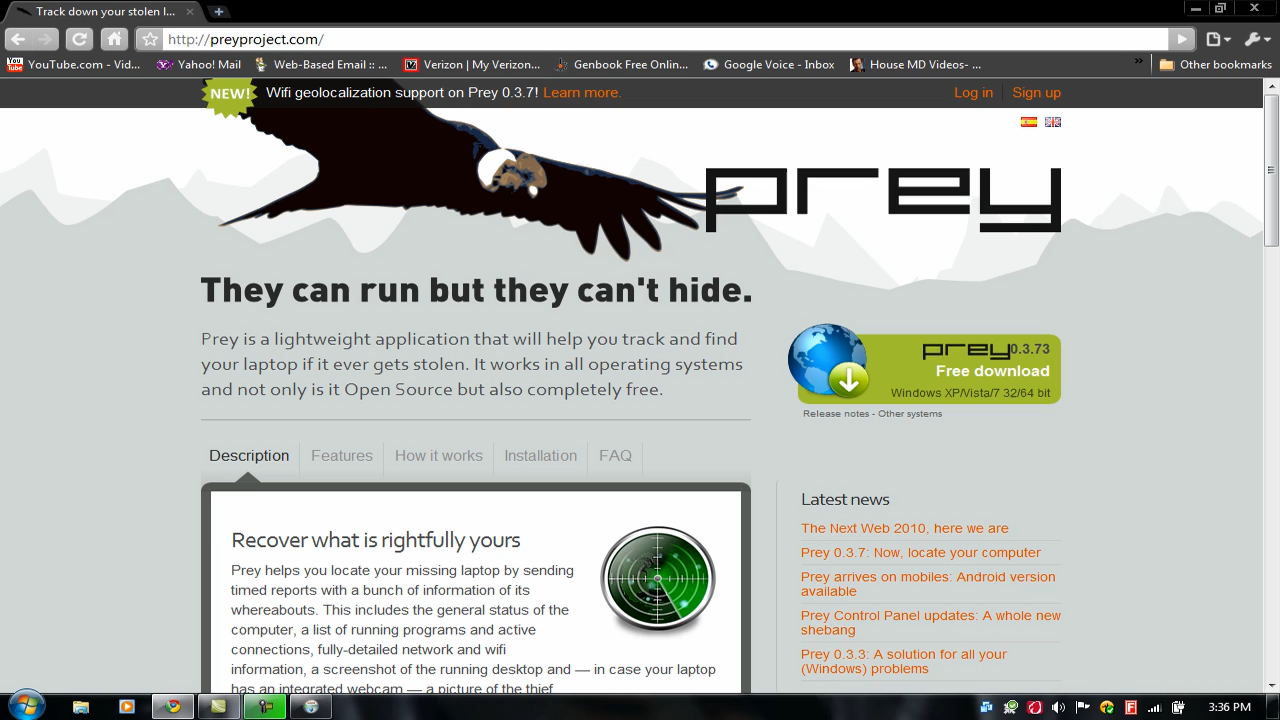 Track down your stolen l...
http://preyproject.com/
You Tube YouTube.com - Vid... Yahoo! Mail Web-Based Email :: ... Verizon | My Verizon... Genbook Free Onlin... Google Voice - Inbox House MD Videos- ... » Other bookmarks
NEW! Wifi geolocalization support on Prey 0.3.7! Learn more. Log in Sign up
prey
They can run but they can't hide.
Prey is a lightweight application that will help you track and find
your laptop if it ever gets stolen. It works in all operating systems
and not only is it Open Source but also completely free.
prey 0.3.73
Free download
Windows XP/Vista/7 32/64 bit
Release notes - Other systems
Description Features How it works Installation FAQ
Recover what is rightfully yours
Prey helps you locate your missing laptop by sending
timed reports with a bunch of information of its
whereabouts. This includes the general status of the
computer, a list of running programs and active
connections, fully-detailed network and wifi
information, a screenshot of the running desktop and — in case your laptop
has an integrated webcam — a picture of the thief.
Latest news
The Next Web 2010, here we are
Prey 0.3.7: Now, locate your computer
Prey arrives on mobiles: Android version
available
Prey Control Panel updates: A whole new
shebang
Prey 0.3.3: A solution for all your
(Windows) problems
3:36 PM